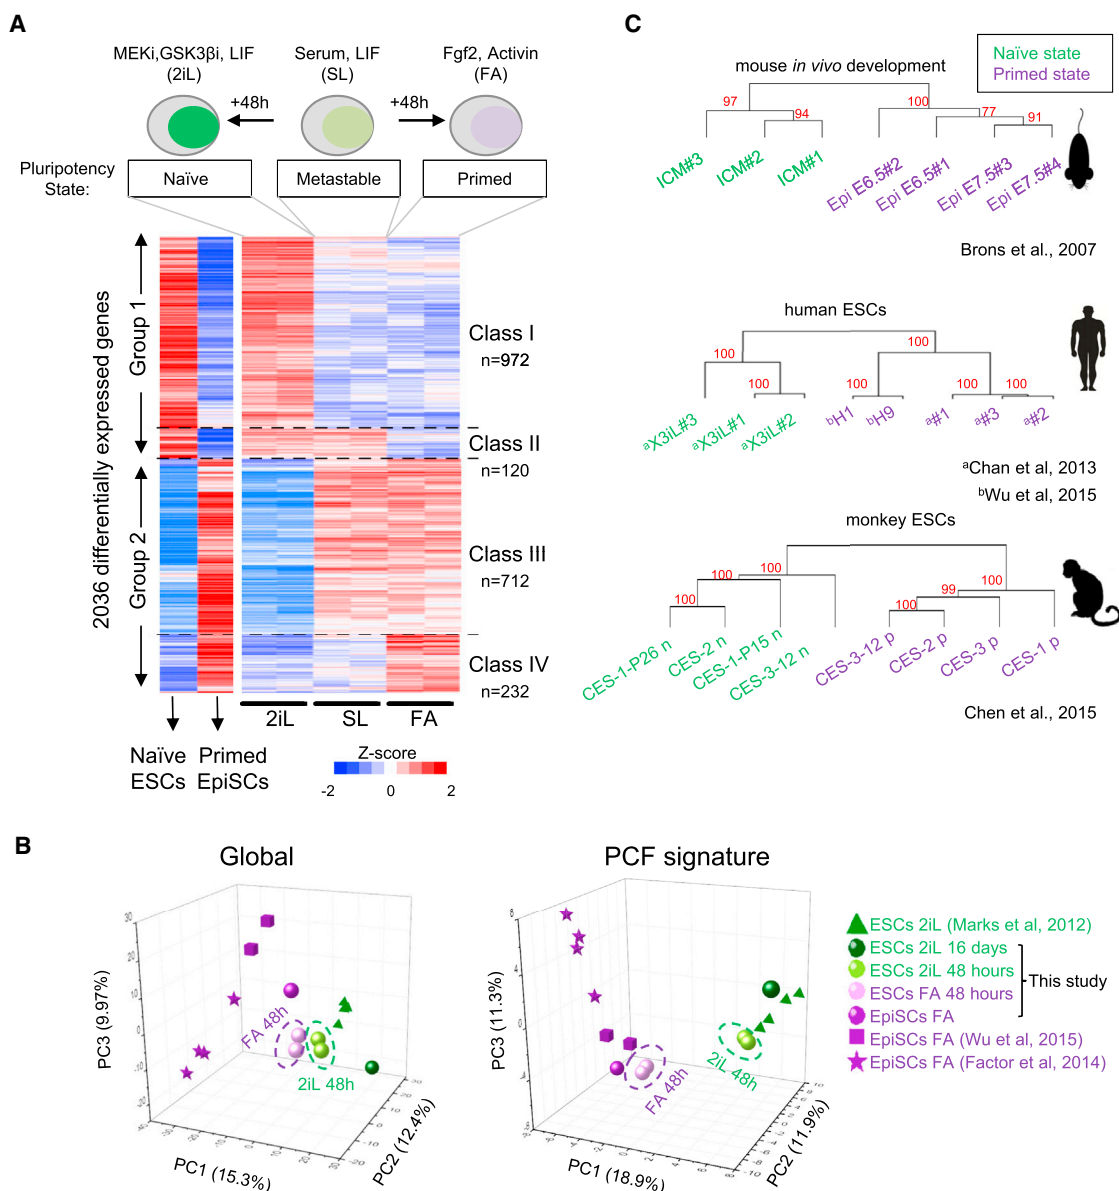 A
MEKi,GSK3βi, LIF
(2iL)
Serum, LIF
(SL)
Fgf2, Activin
(FA)
+48h
+48h
Pluripotency
State:
Naïve
Metastable
Primed
2036 differentially expressed genes
Group 1
Group 2
Class I
n=972
Class II
n=120
Class III
n=712
Class IV
n=232
2iL
SL
FA
Naïve
ESCs
Primed
EpiSCs
Z-score
-2
0
2
C
Naïve state
Primed state
mouse in vivo development
97
94
100
77
91
ICM#3
ICM#2
ICM#1
Epi E6.5#2
Epi E6.5#1
Epi E7.5#3
Epi E7.5#4
Brons et al., 2007
human ESCs
100
100
100
100
100
100
aX3iL#3
aX3iL#1
aX3iL#2
bH1
bH9
a#1
a#3
a#2
aChan et al, 2013
bWu et al, 2015
monkey ESCs
100
100
100
100
99
100
CES-1-P26 n
CES-2 n
CES-1-P15 n
CES-3-12 n
CES-3-12 p
CES-2 p
CES-3 p
CES-1 p
Chen et al., 2015
B
Global
PC3 (9.97%)
30
20
10
0
-10
-20
FA 48h
2iL 48h
PC1 (15.3%)
PC2 (12.4%)
PCF signature
PC3 (11.3%)
8
4
0
FA 48h
2iL 48h
PC1 (18.9%)
PC2 (11.9%)
ESCs 2iL (Marks et al, 2012)
ESCs 2iL 16 days
ESCs 2iL 48 hours
ESCs FA 48 hours
EpiSCs FA
This study
EpiSCs FA (Wu et al, 2015)
EpiSCs FA (Factor et al, 2014)